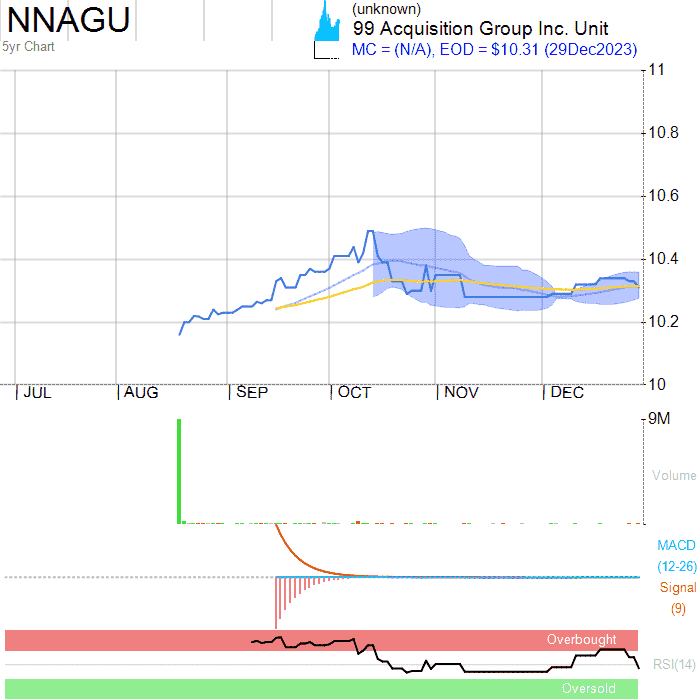 NNAGU
5yr Chart
(unknown)
99 Acquisition Group Inc. Unit
MC = (N/A), EOD = $10.31 (29Dec2023)
11
10.8
10.6
10.4
10.2
10
JUL AUG SEP OCT NOV DEC
9M
Volume
MACD
(12-26)
Signal
(9)
Overbought
RSI(14)
Oversold